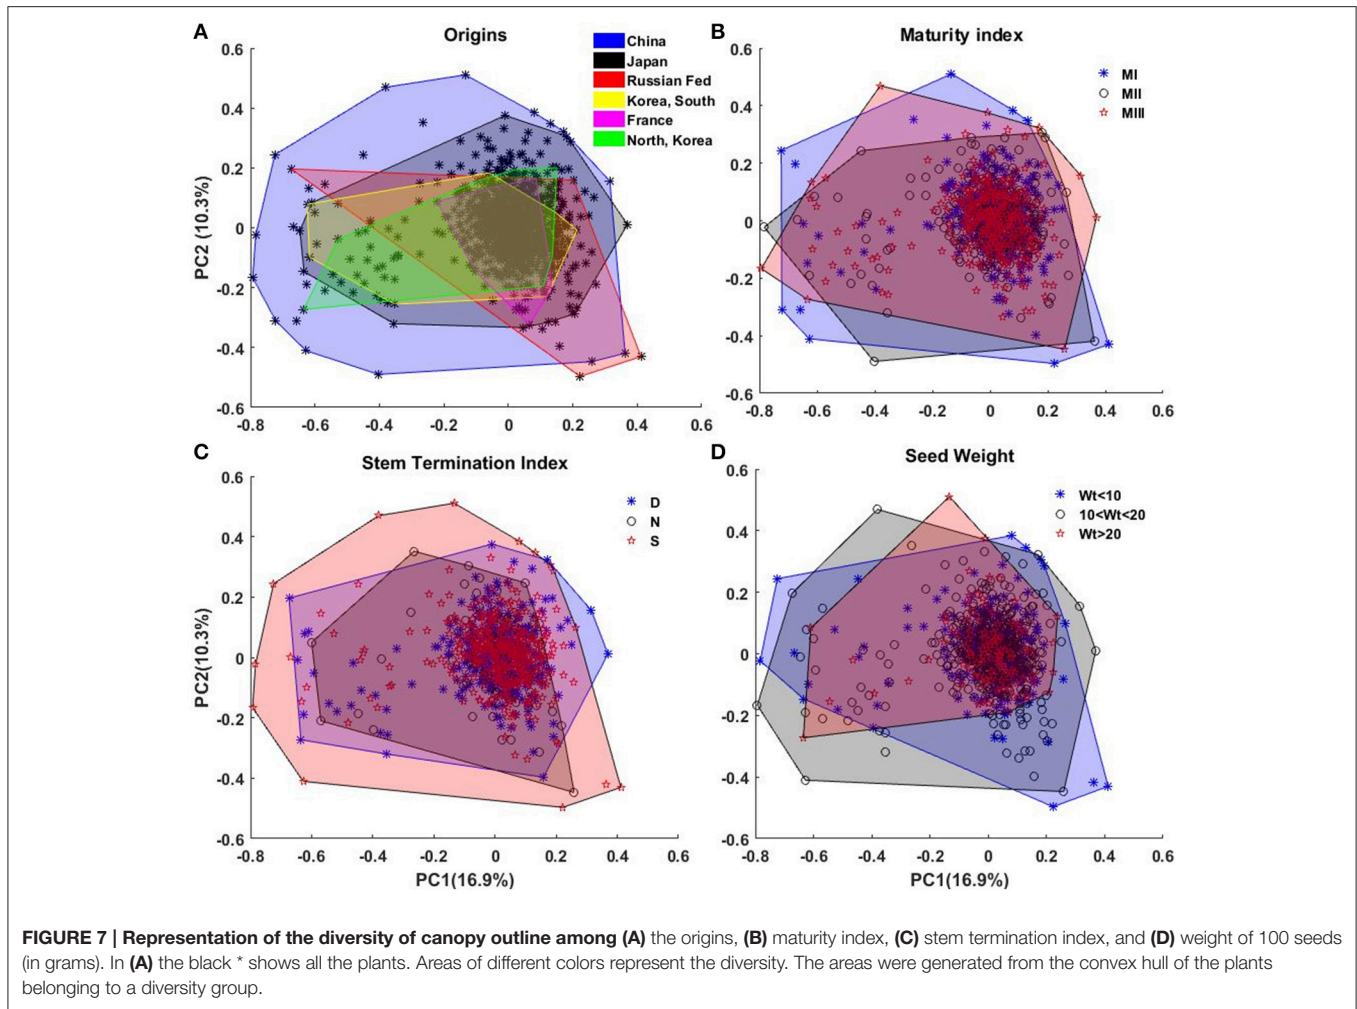 A
Origins
China
Japan
Russian Fed
Korea, South
France
North, Korea
PC2 (10.3%)
0.6
0.4
0.2
0
-0.2
-0.4
-0.6
-0.8 -0.6 -0.4 -0.2 0 0.2 0.4 0.6
B
Maturity index
MI
MII
MIII
0.6
0.4
0.2
0
-0.2
-0.4
-0.6
-0.8 -0.6 -0.4 -0.2 0 0.2 0.4 0.6
C
Stem Termination Index
D
N
S
PC2(10.3%)
0.6
0.4
0.2
0
-0.2
-0.4
-0.6
-0.8 -0.6 -0.4 -0.2 0 0.2 0.4 0.6
PC1(16.9%)
D
Seed Weight
Wt<10
10<Wt<20
Wt>20
0.6
0.4
0.2
0
-0.2
-0.4
-0.6
-0.8 -0.6 -0.4 -0.2 0 0.2 0.4 0.6
PC1(16.9%)
FIGURE 7 | Representation of the diversity of canopy outline among (A) the origins, (B) maturity index, (C) stem termination index, and (D) weight of 100 seeds
(in grams). In (A) the black * shows all the plants. Areas of different colors represent the diversity. The areas were generated from the convex hull of the plants
belonging to a diversity group.